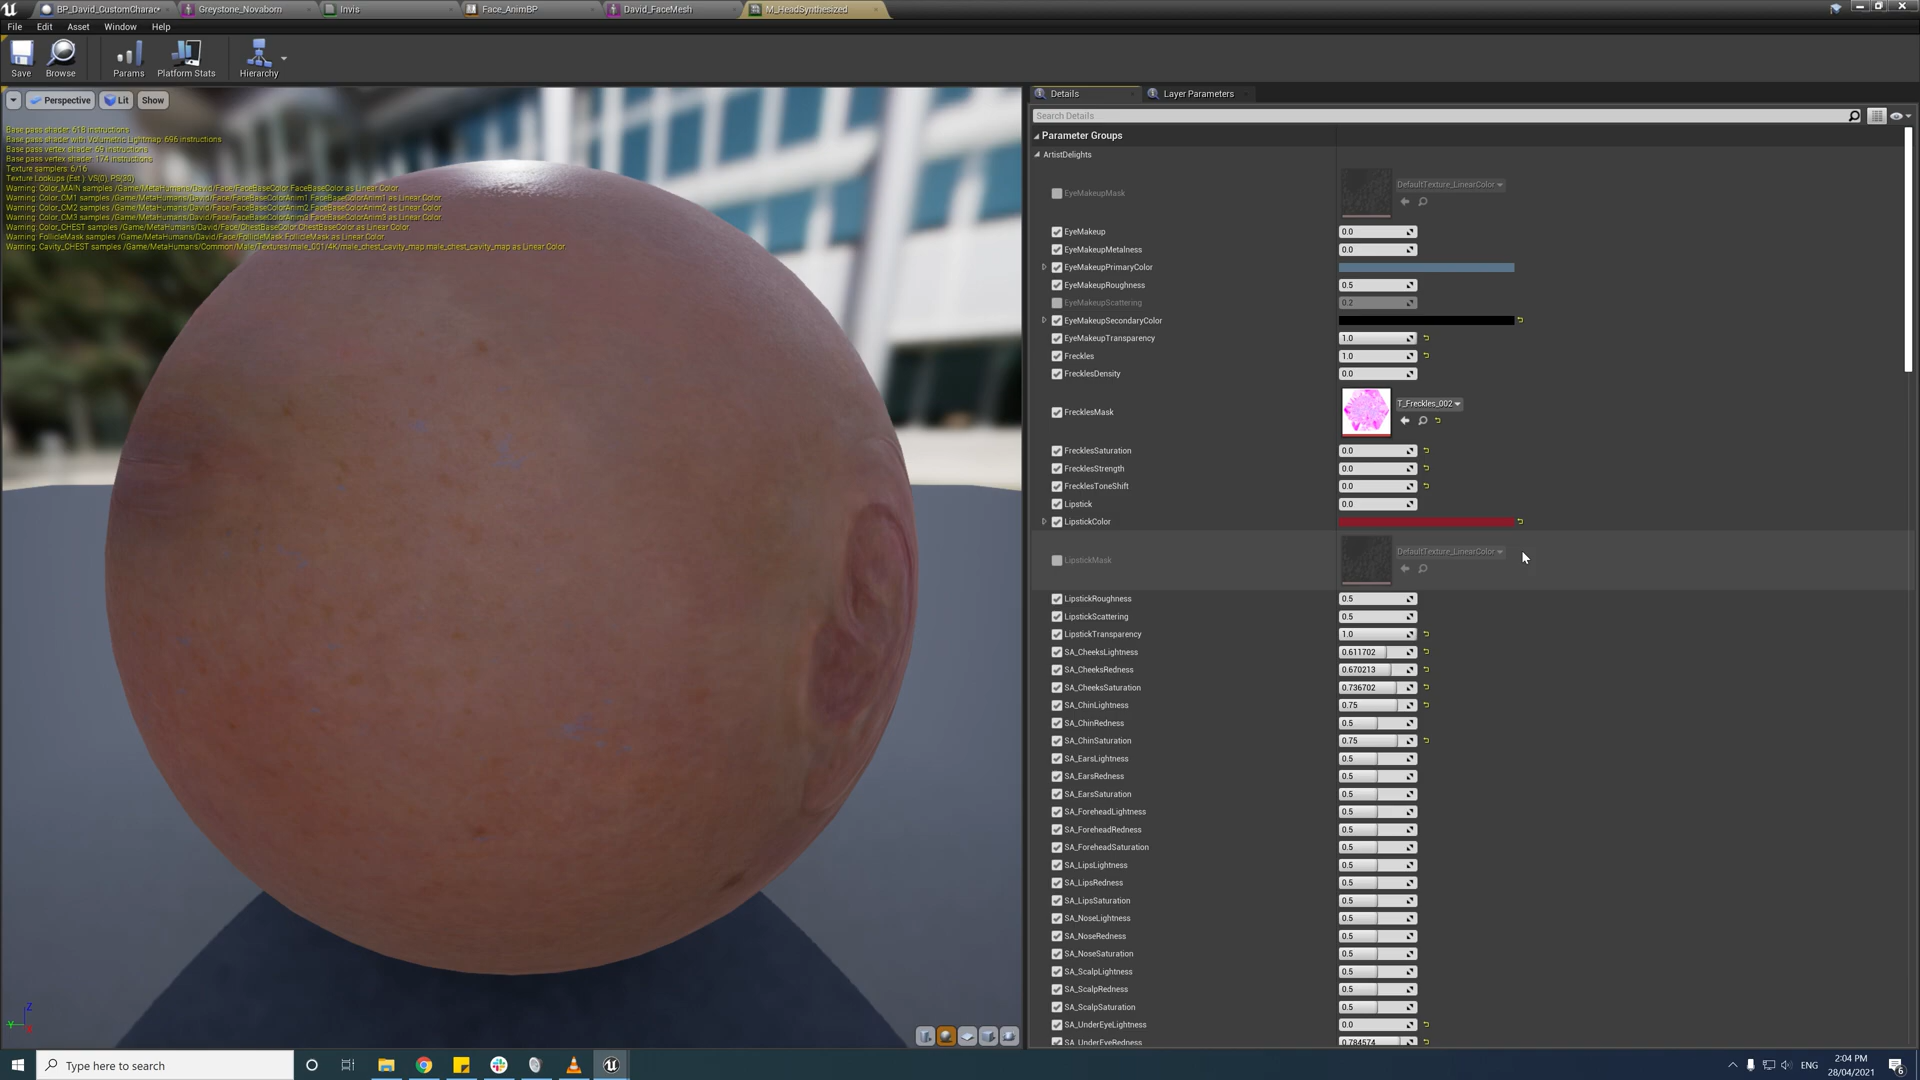 BP_David_CustomCharac•
Greystone_Novaborn
Invis
Face_AnimBP
David_FaceMesh
M_HeadSynthesized
File
Edit
Asset
Window
Help
Save
Browse
Params
Platform Stats
Hierarchy
Perspective
Lit
Show
Base pass shader: 618 instructions
Base pass shader with Volumetric Lightmap: 696 instructions
Base pass vertex shader: 69 instructions
Base pass vertex shader: 174 instructions
Texture samplers: 6/16
Texture Lookups (Est.): VS(0), PS(30)
Warning: Color_MAIN samples /Game/MetaHumans/David/Face/FaceBaseColor.FaceBaseColor as Linear Color.
Warning: Color_CM1 samples /Game/MetaHumans/David/Face/FaceBaseColorAnim1.FaceBaseColorAnim1 as Linear Color.
Warning: Color_CM2 samples /Game/MetaHumans/David/Face/FaceBaseColorAnim2.FaceBaseColorAnim2 as Linear Color.
Warning: Color_CM3 samples /Game/MetaHumans/David/Face/FaceBaseColorAnim3.FaceBaseColorAnim3 as Linear Color.
Warning: Color_CHEST samples /Game/MetaHumans/David/Face/ChestBaseColor.ChestBaseColor as Linear Color.
Warning: FollicleMask samples /Game/MetaHumans/David/Face/FollicleMask.FollicleMask as Linear Color.
Warning: Cavity_CHEST samples /Game/MetaHumans/Common/Male/Textures/male_001/4K/male_chest_cavity_map.male_chest_cavity_map as Linear Color.
Z
Y
Details
Layer Parameters
Search Details
Parameter Groups
ArtistDelights
EyeMakeupMask DefaultTexture_LinearColor
EyeMakeup 0.0
EyeMakeupMetalness 0.0
EyeMakeupPrimaryColor
EyeMakeupRoughness 0.5
EyeMakeupScattering 0.2
EyeMakeupSecondaryColor
EyeMakeupTransparency 1.0
Freckles 1.0
FrecklesDensity 0.0
FrecklesMask T_Freckles_002
FrecklesSaturation 0.0
FrecklesStrength 0.0
FrecklesToneShift 0.0
Lipstick 0.0
LipstickColor
LipstickMask DefaultTexture_LinearColor
LipstickRoughness 0.5
LipstickScattering 0.5
LipstickTransparency 1.0
SA_CheeksLightness 0.611702
SA_CheeksRedness 0.670213
SA_CheeksSaturation 0.736702
SA_ChinLightness 0.75
SA_ChinRedness 0.5
SA_ChinSaturation 0.75
SA_EarsLightness 0.5
SA_EarsRedness 0.5
SA_EarsSaturation 0.5
SA_ForeheadLightness 0.5
SA_ForeheadRedness 0.5
SA_ForeheadSaturation 0.5
SA_LipsLightness 0.5
SA_LipsRedness 0.5
SA_LipsSaturation 0.5
SA_NoseLightness 0.5
SA_NoseRedness 0.5
SA_NoseSaturation 0.5
SA_ScalpLightness 0.5
SA_ScalpRedness 0.5
SA_ScalpSaturation 0.5
SA_UnderEyeLightness 0.0
SA_UnderEyeRedness 0.784574
Type here to search
ENG
2:04 PM
28/04/2021
6